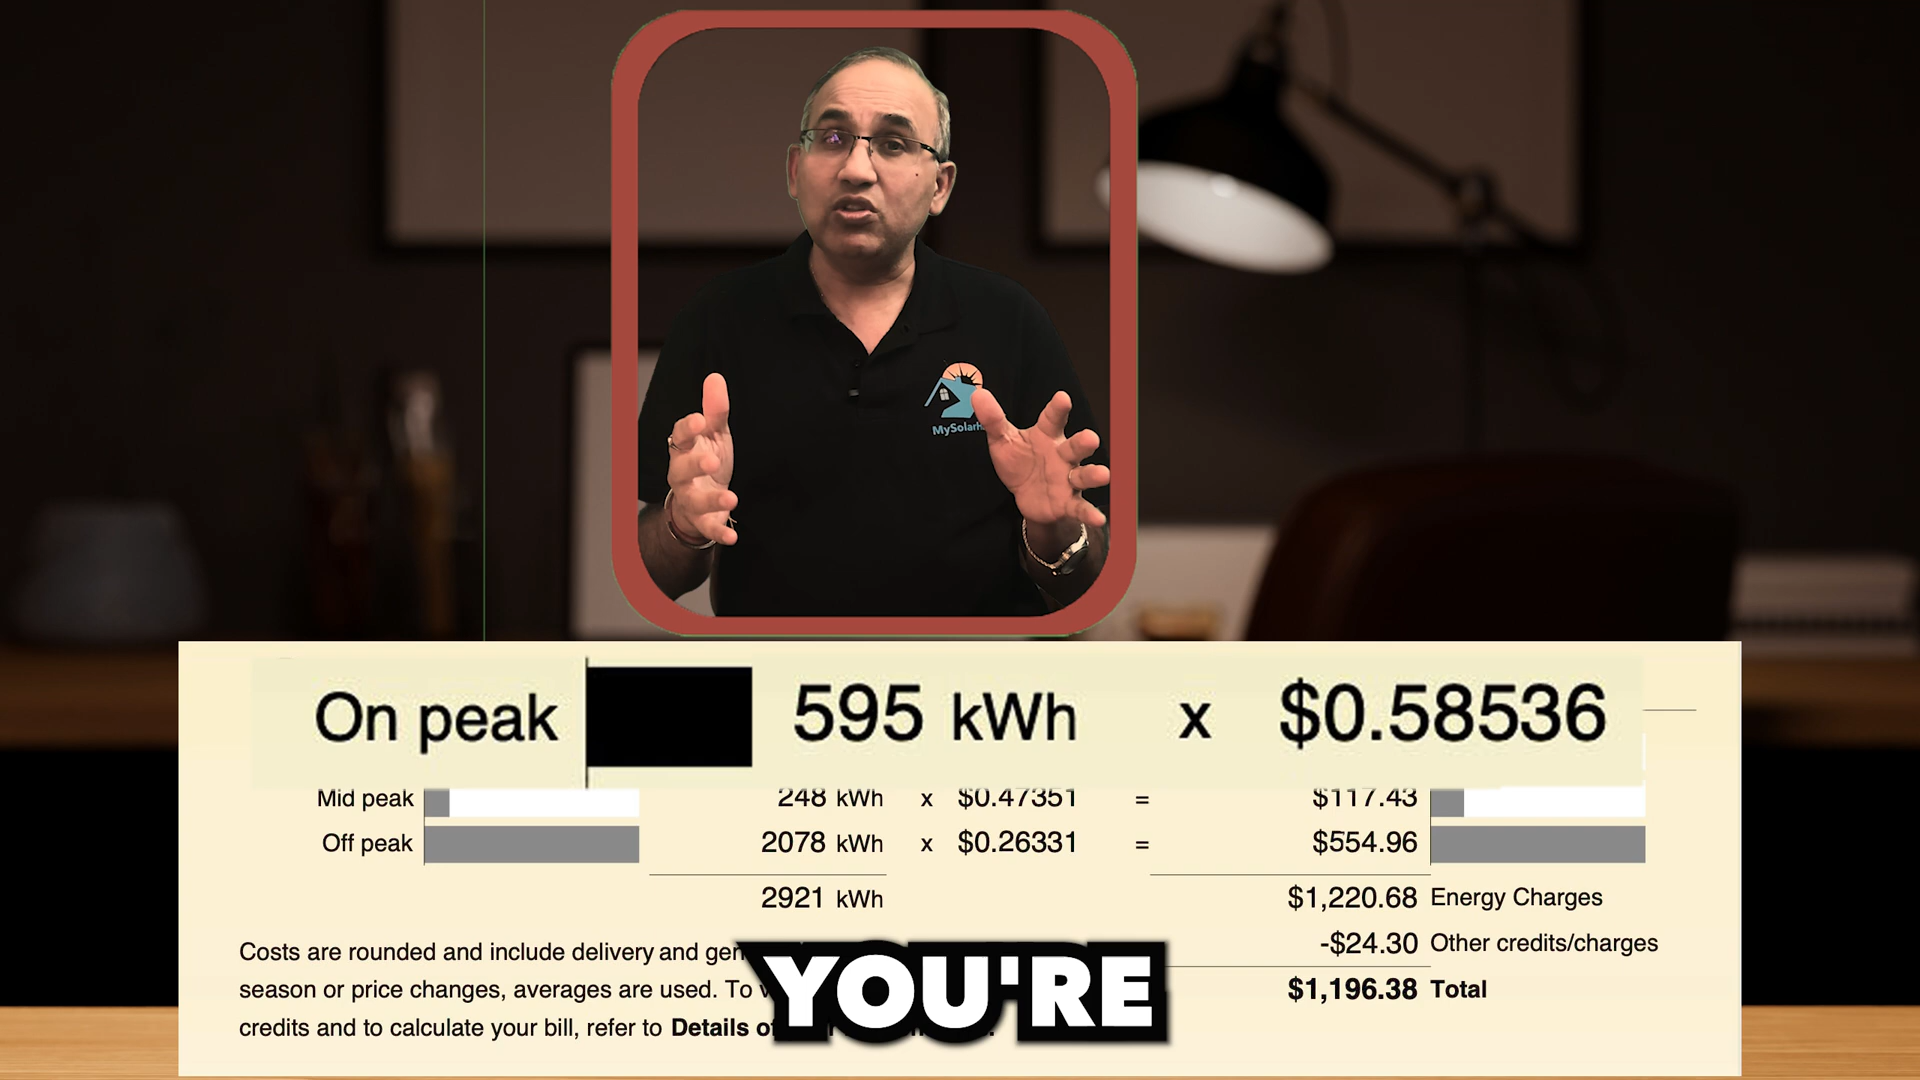 MySolarH
On peak 595 kWh x $0.58536
Mid peak 248 kWh x $0.47351 = $117.43
Off peak 2078 kWh x $0.26331 = $554.96
2921 kWh $1,220.68 Energy Charges
-$24.30 Other credits/charges
$1,196.38 Total
Costs are rounded and include delivery and gen
season or price changes, averages are used. To
credits and to calculate your bill, refer to Details of
YOU'RE